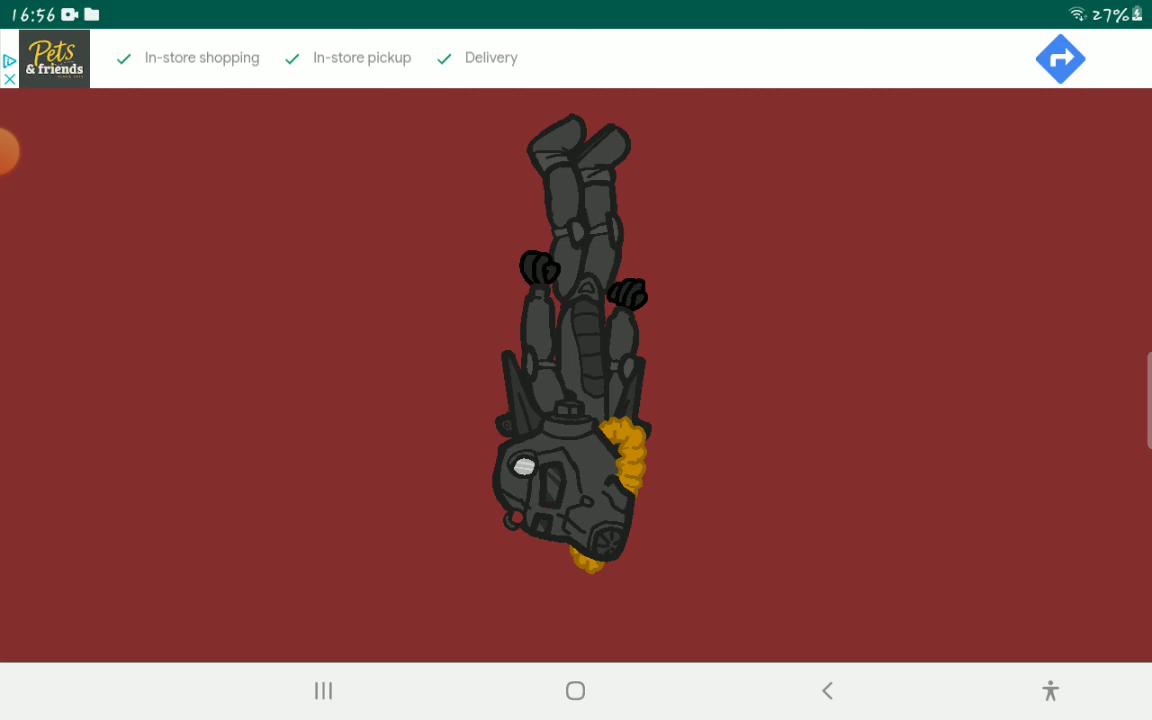 16:56
27%
Pets
& friends
In-store shopping
In-store pickup
Delivery